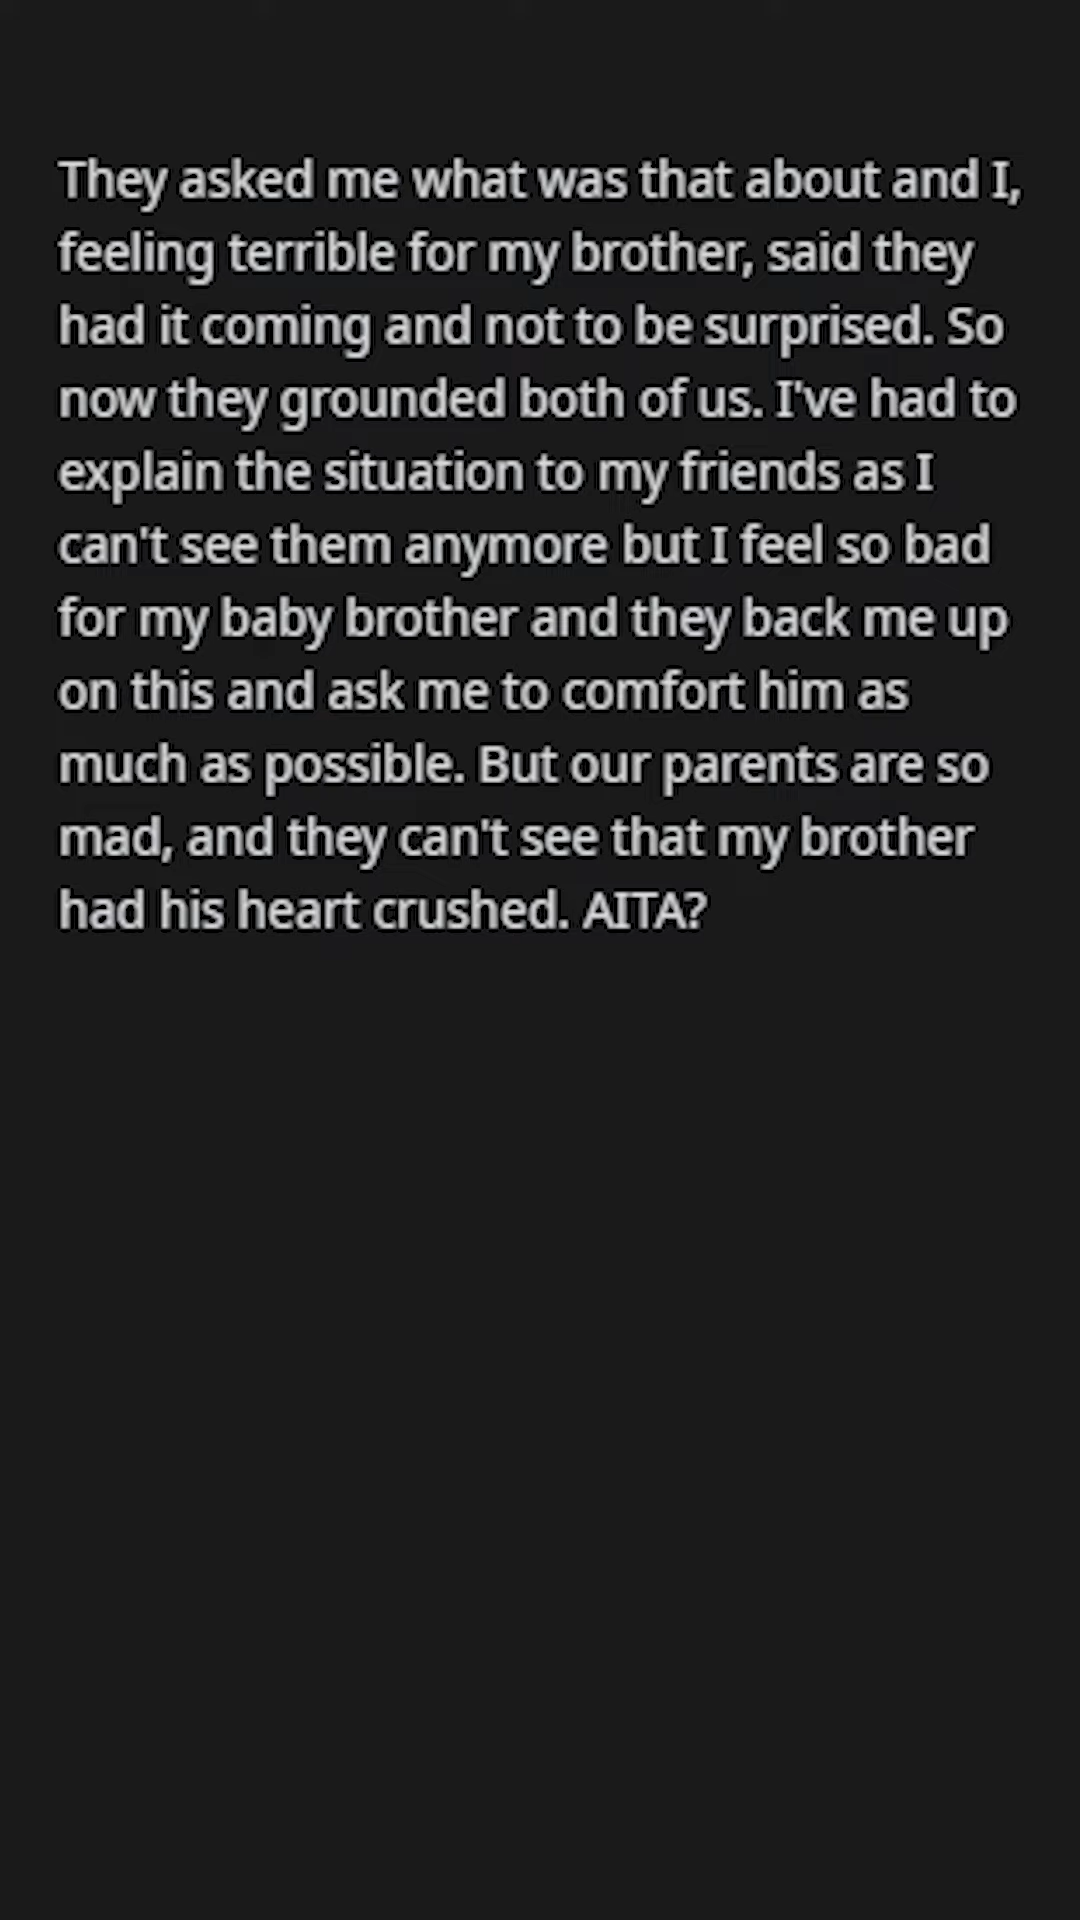 They asked me what was that about and I,
feeling terrible for my brother, said they
had it coming and not to be surprised. So
now they grounded both of us. I've had to
explain the situation to my friends as I
can't see them anymore but I feel so bad
for my baby brother and they back me up
on this and ask me to comfort him as
much as possible. But our parents are so
mad, and they can't see that my brother
had his heart crushed. AITA?